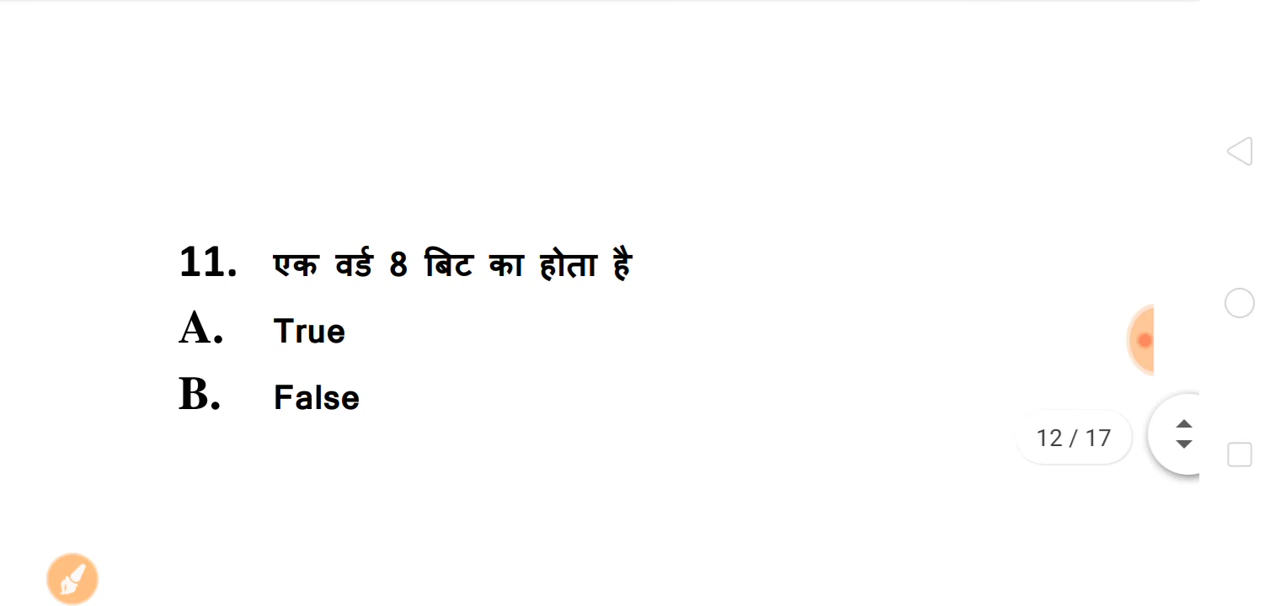 11. एक वर्ड 8 बिट का होता है
A. True
B. False
12 / 17